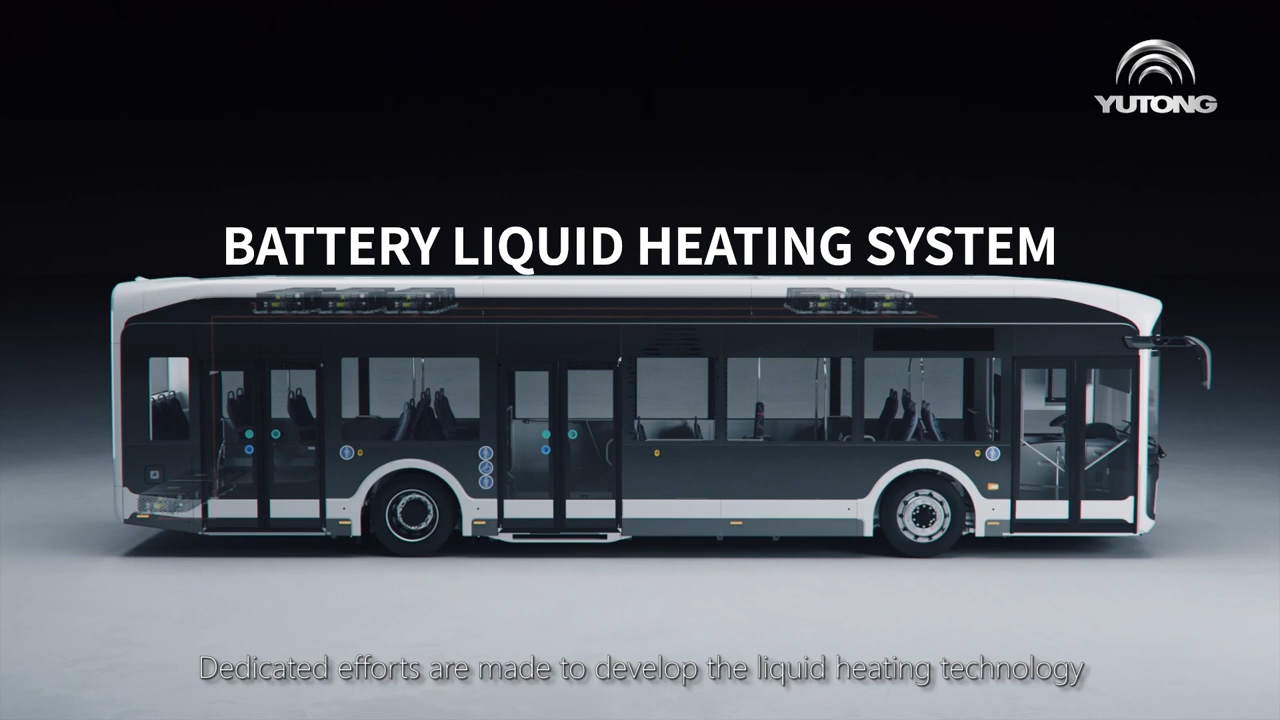 YUTONG
BATTERY LIQUID HEATING SYSTEM
Dedicated efforts are made to develop the liquid heating technology